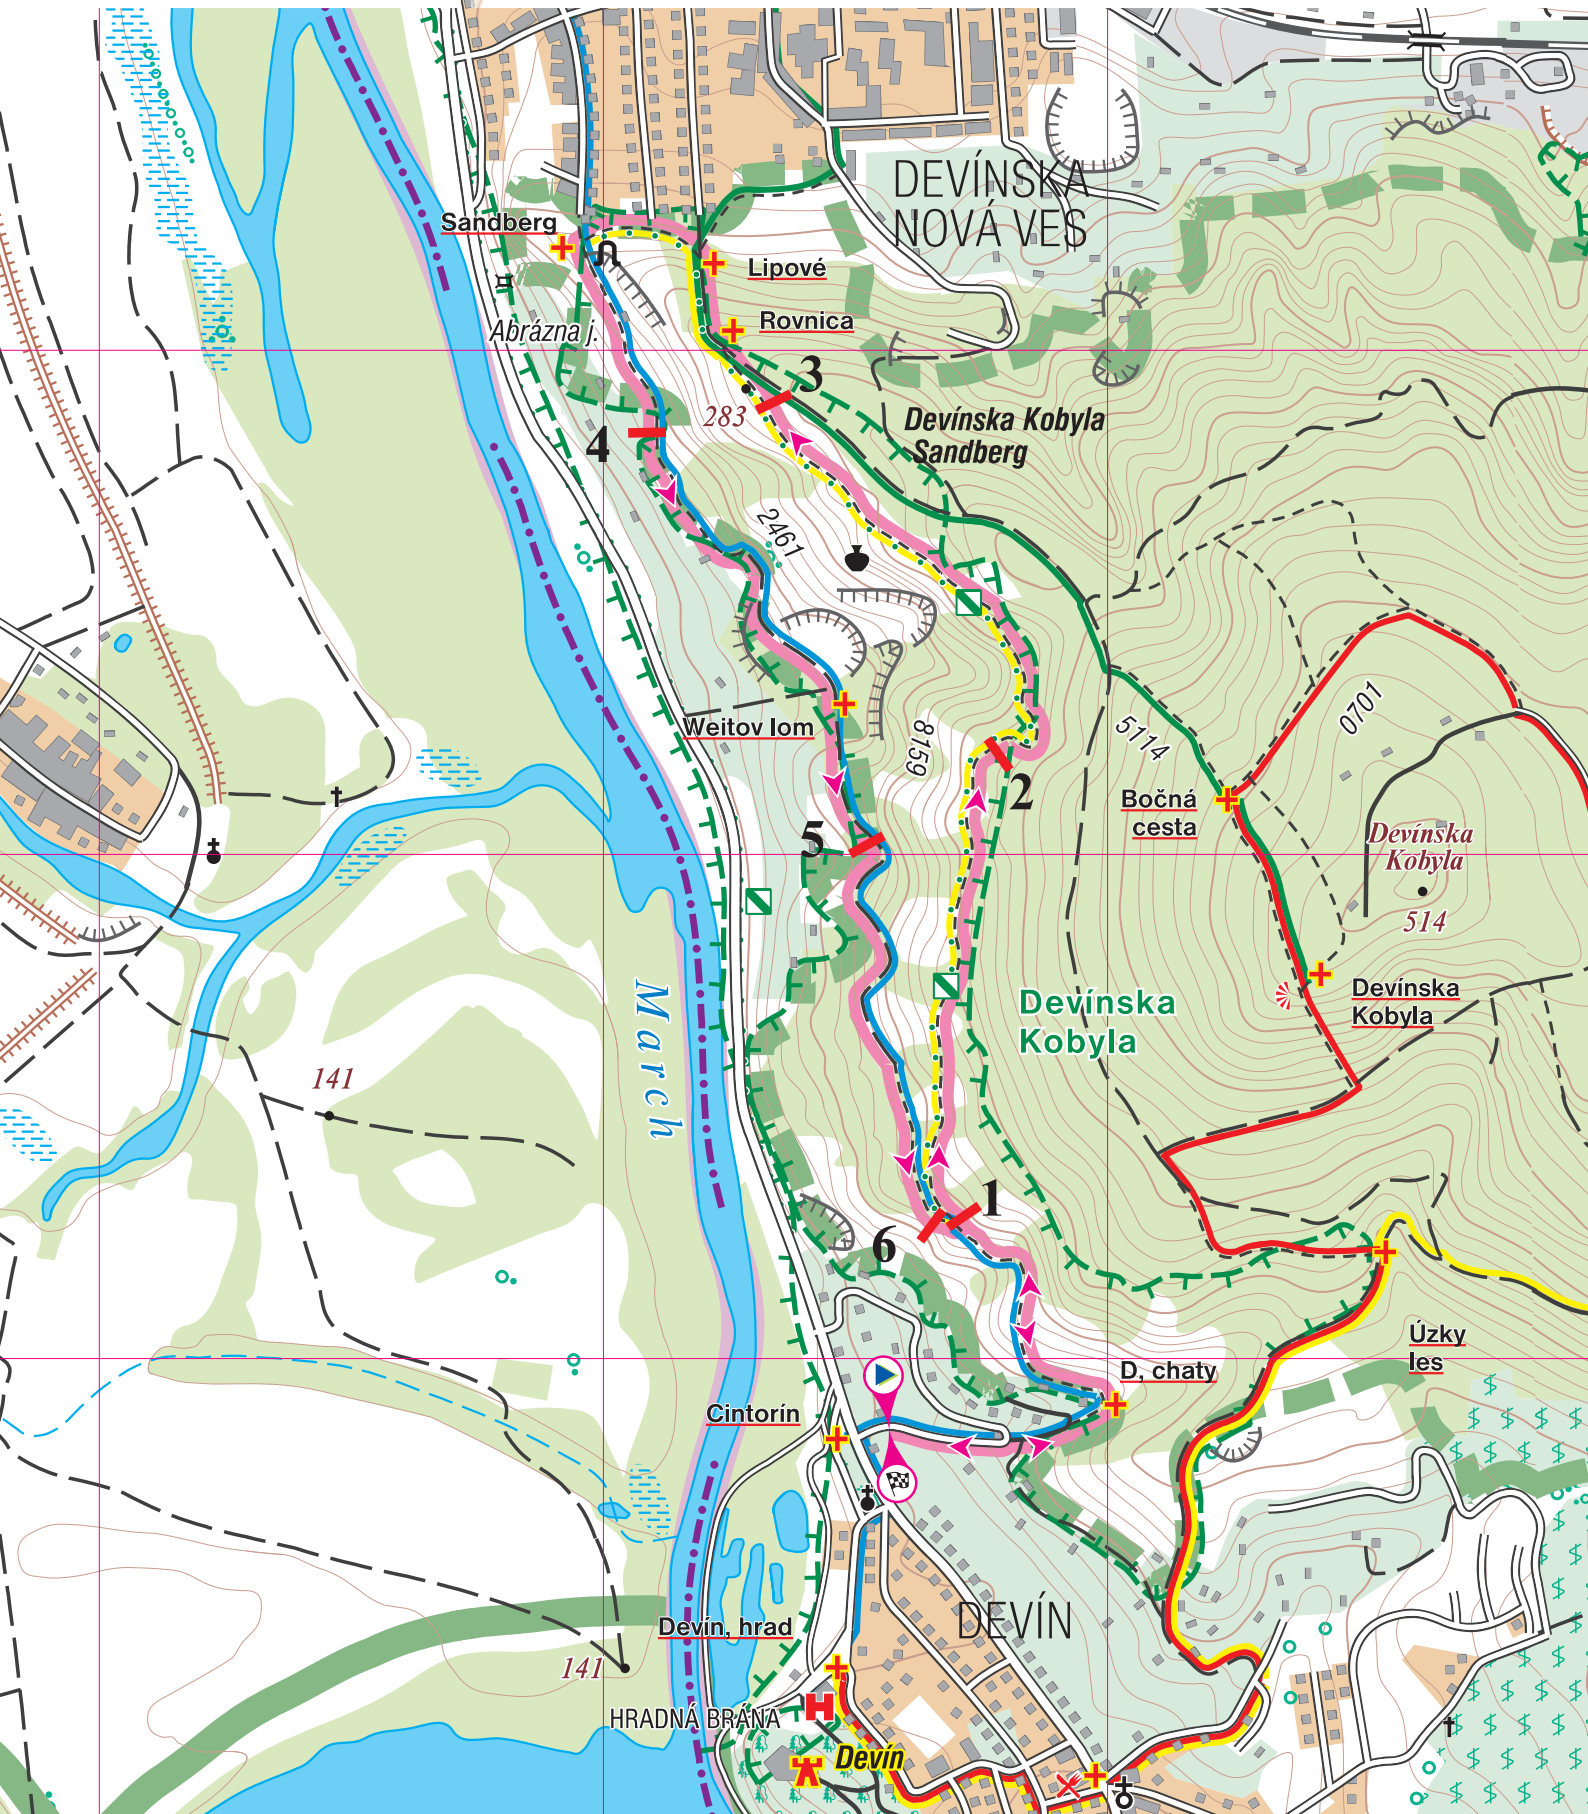 DEVÍNSKA
NOVÁ VES
Sandberg
Lipové
Rovnica
Abrázna j.
3
283
Devínska Kobyla
Sandberg
4
2461
0701
Weitov lom
8159
5114
2
Bočná
cesta
5
Devínska
Kobyla
514
March
Devínska
Kobyla
Devínska
Kobyla
141
1
6
Úzky
les
D, chaty
Cintorín
DEVÍN
Devín, hrad
141
HRADNÁ BRÁNA
Devín